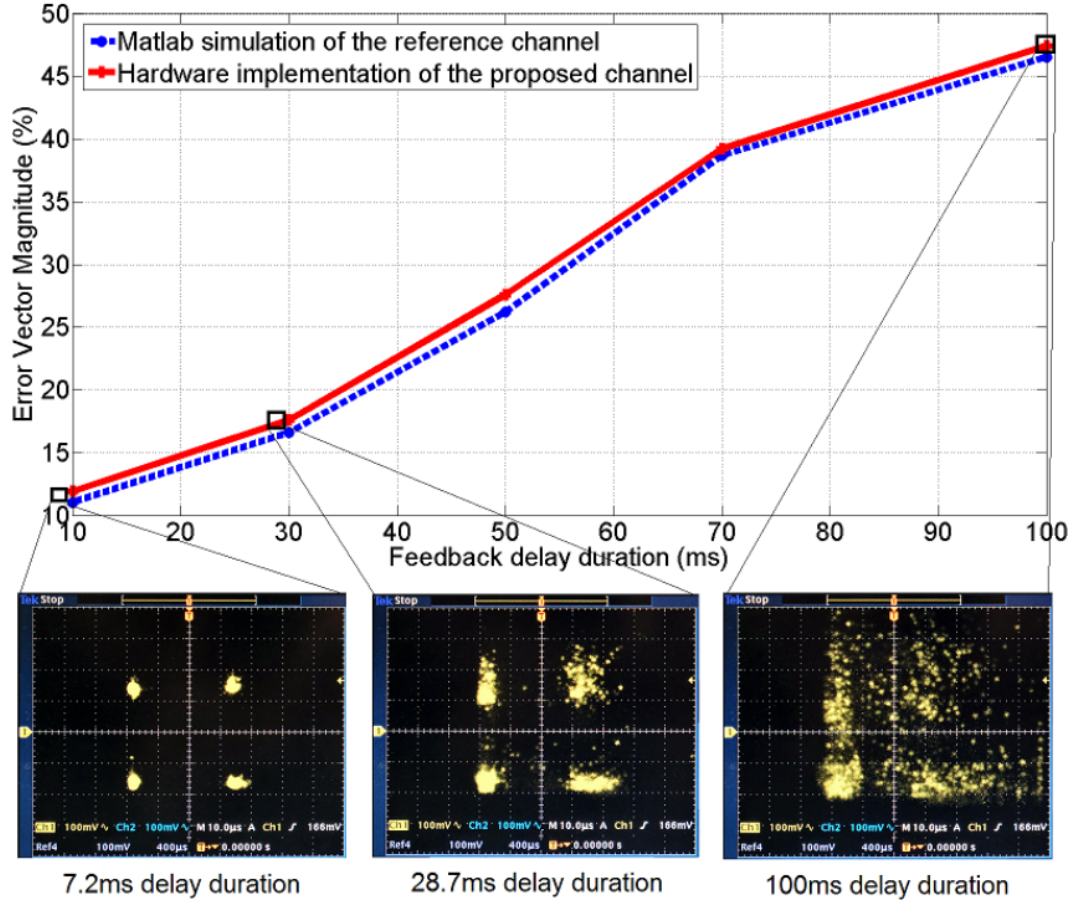 50
45
40
35
30
25
20
15
10
Error Vector Magnitude (%)
Matlab simulation of the reference channel
Hardware implementation of the proposed channel
10 20 30 40 50 60 70 80 90 100
Feedback delay duration (ms)
Tek Stop
Ch1 100mV Ch2 100mV M 10.0µs A Ch1 166mV
Ref4 100mV 400µs 0.00000 s
7.2ms delay duration
Tek Stop
Ch1 100mV Ch2 100mV M 10.0µs A Ch1 166mV
Ref4 100mV 400µs 0.00000 s
28.7ms delay duration
Tek Stop
Ch1 100mV Ch2 100mV M 10.0µs A Ch1 166mV
Ref4 100mV 400µs 0.00000 s
100ms delay duration